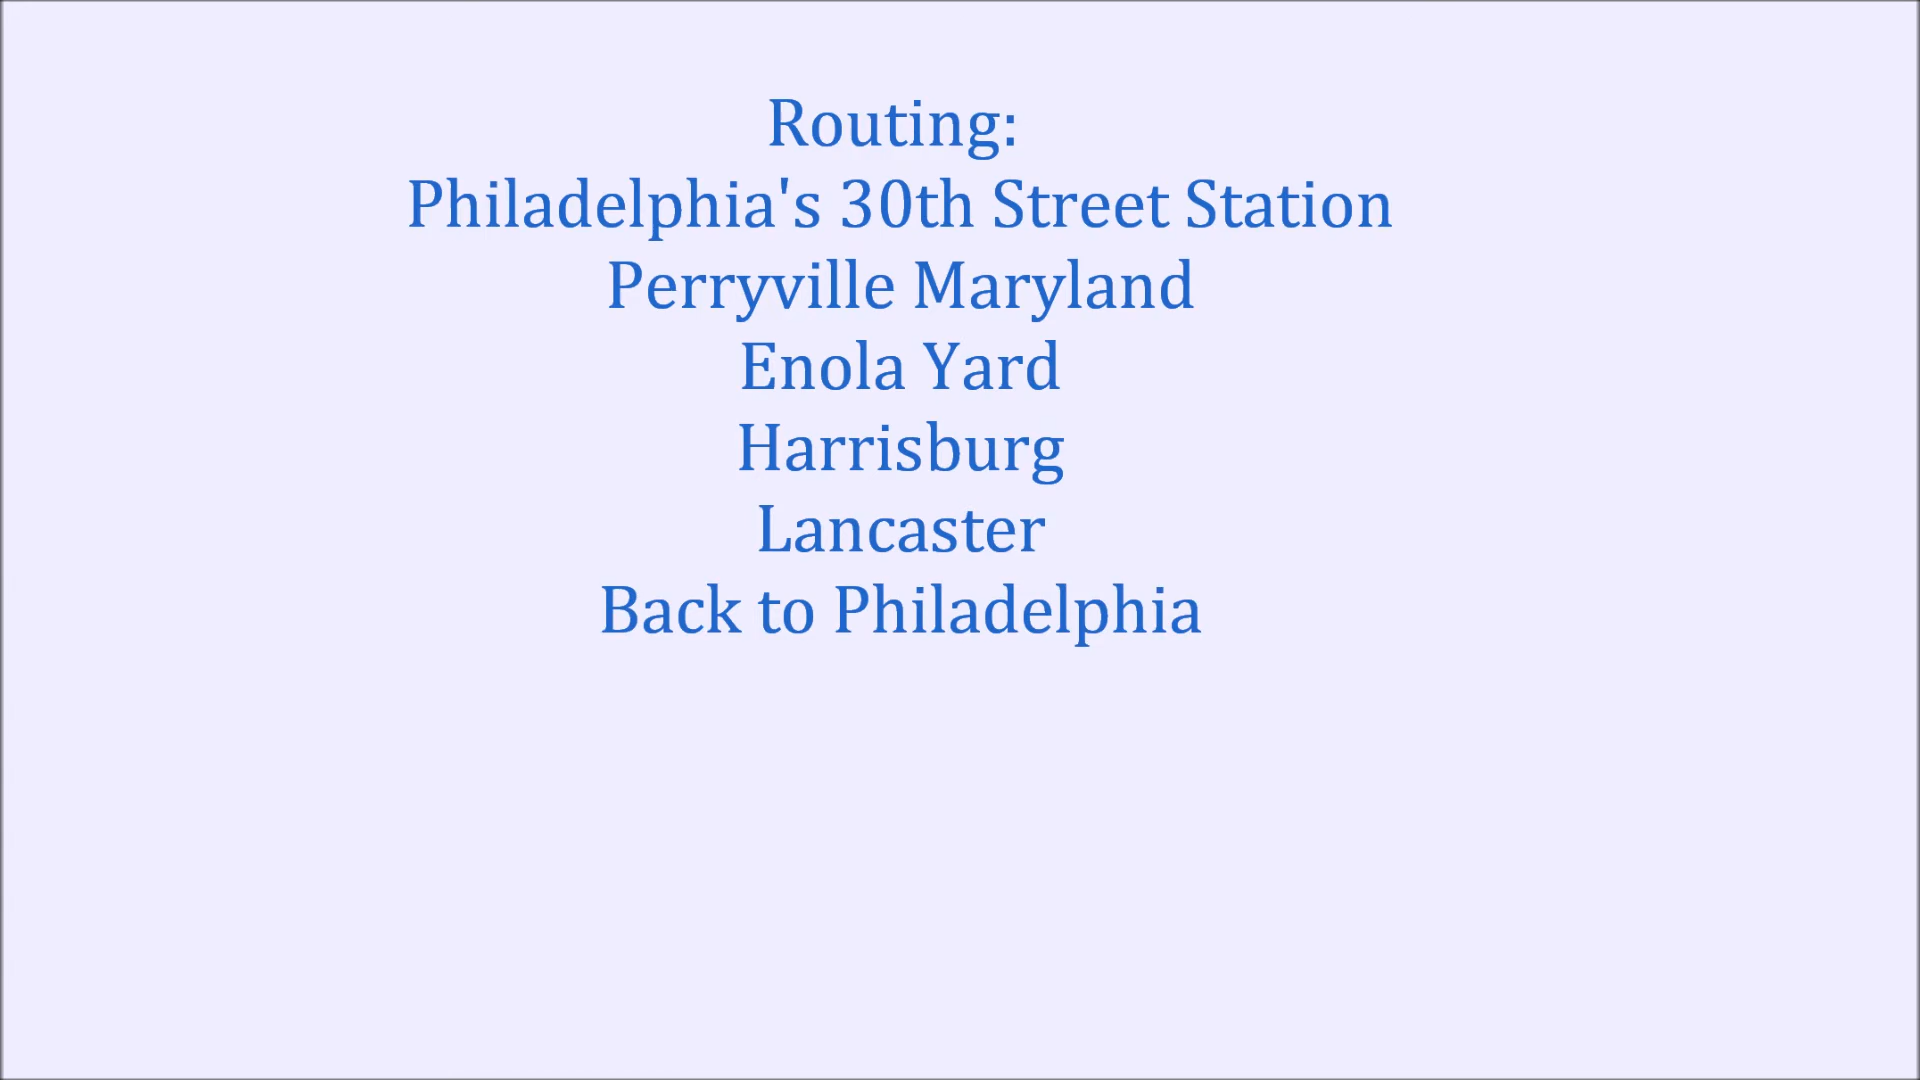 Routing:
Philadelphia's 30th Street Station
Perryville Maryland
Enola Yard
Harrisburg
Lancaster
Back to Philadelphia